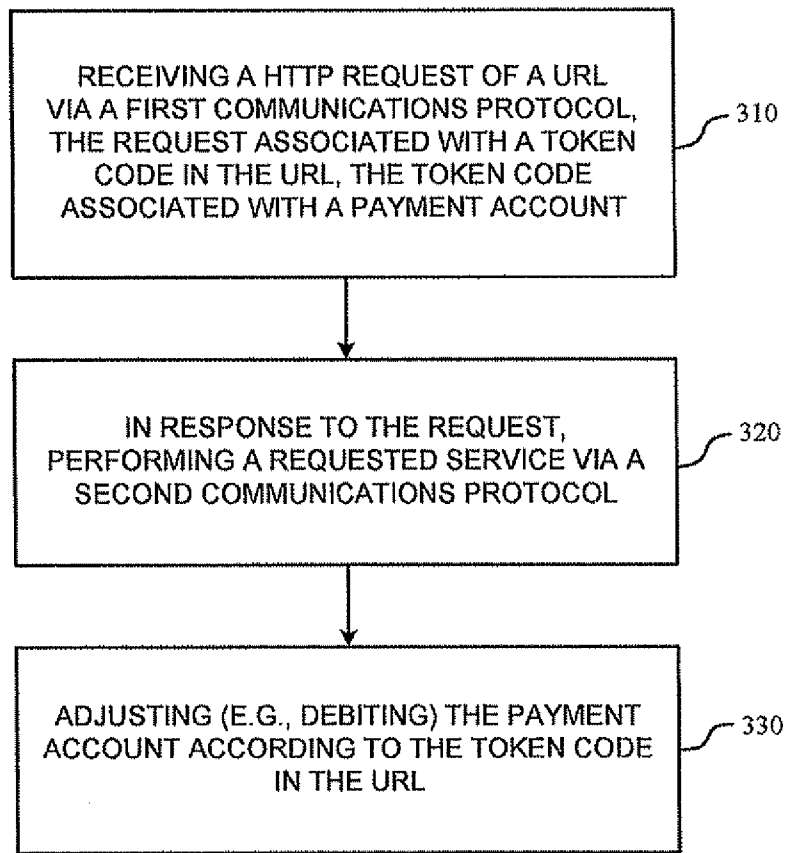 RECEIVING A HTTP REQUEST OF A URL
VIA A FIRST COMMUNICATIONS PROTOCOL,
THE REQUEST ASSOCIATED WITH A TOKEN
CODE IN THE URL, THE TOKEN CODE
ASSOCIATED WITH A PAYMENT ACCOUNT
310
IN RESPONSE TO THE REQUEST,
PERFORMING A REQUESTED SERVICE VIA A
SECOND COMMUNICATIONS PROTOCOL
320
ADJUSTING (E.G., DEBITING) THE PAYMENT
ACCOUNT ACCORDING TO THE TOKEN CODE
IN THE URL
330